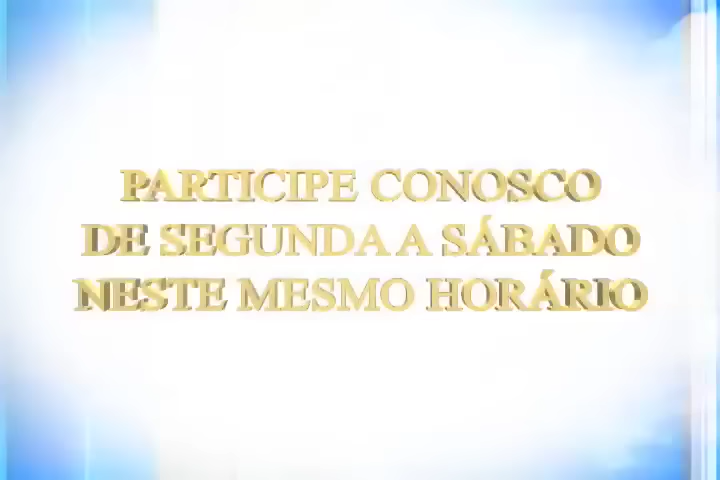 PARTICIPE CONOSCO
DE SEGUNDA A SÁBADO
NESTE MESMO HORÁRIO